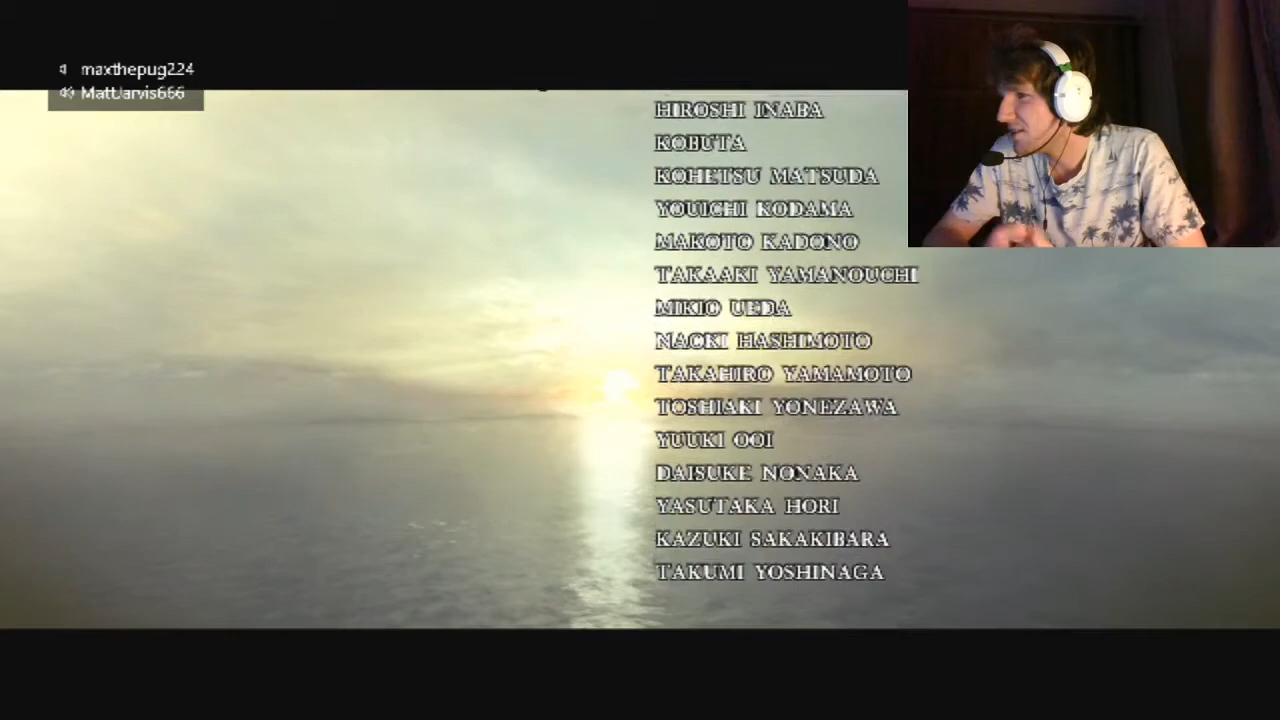 maxthepug224
MattJarvis666
HIROSHI INABA
KOBUTA
KOHETSU MATSUDA
YOUICHI KODAMA
MAKOTO KADONO
TAKAAKI YAMANOUCHI
MIKIO UEDA
NAOKI HASHIMOTO
TAKAHIRO YAMAMOTO
TOSHIAKI YONEZAWA
YUUKI OOI
DAISUKE NONAKA
YASUTAKA HORI
KAZUKI SAKAKIBARA
TAKUMI YOSHINAGA